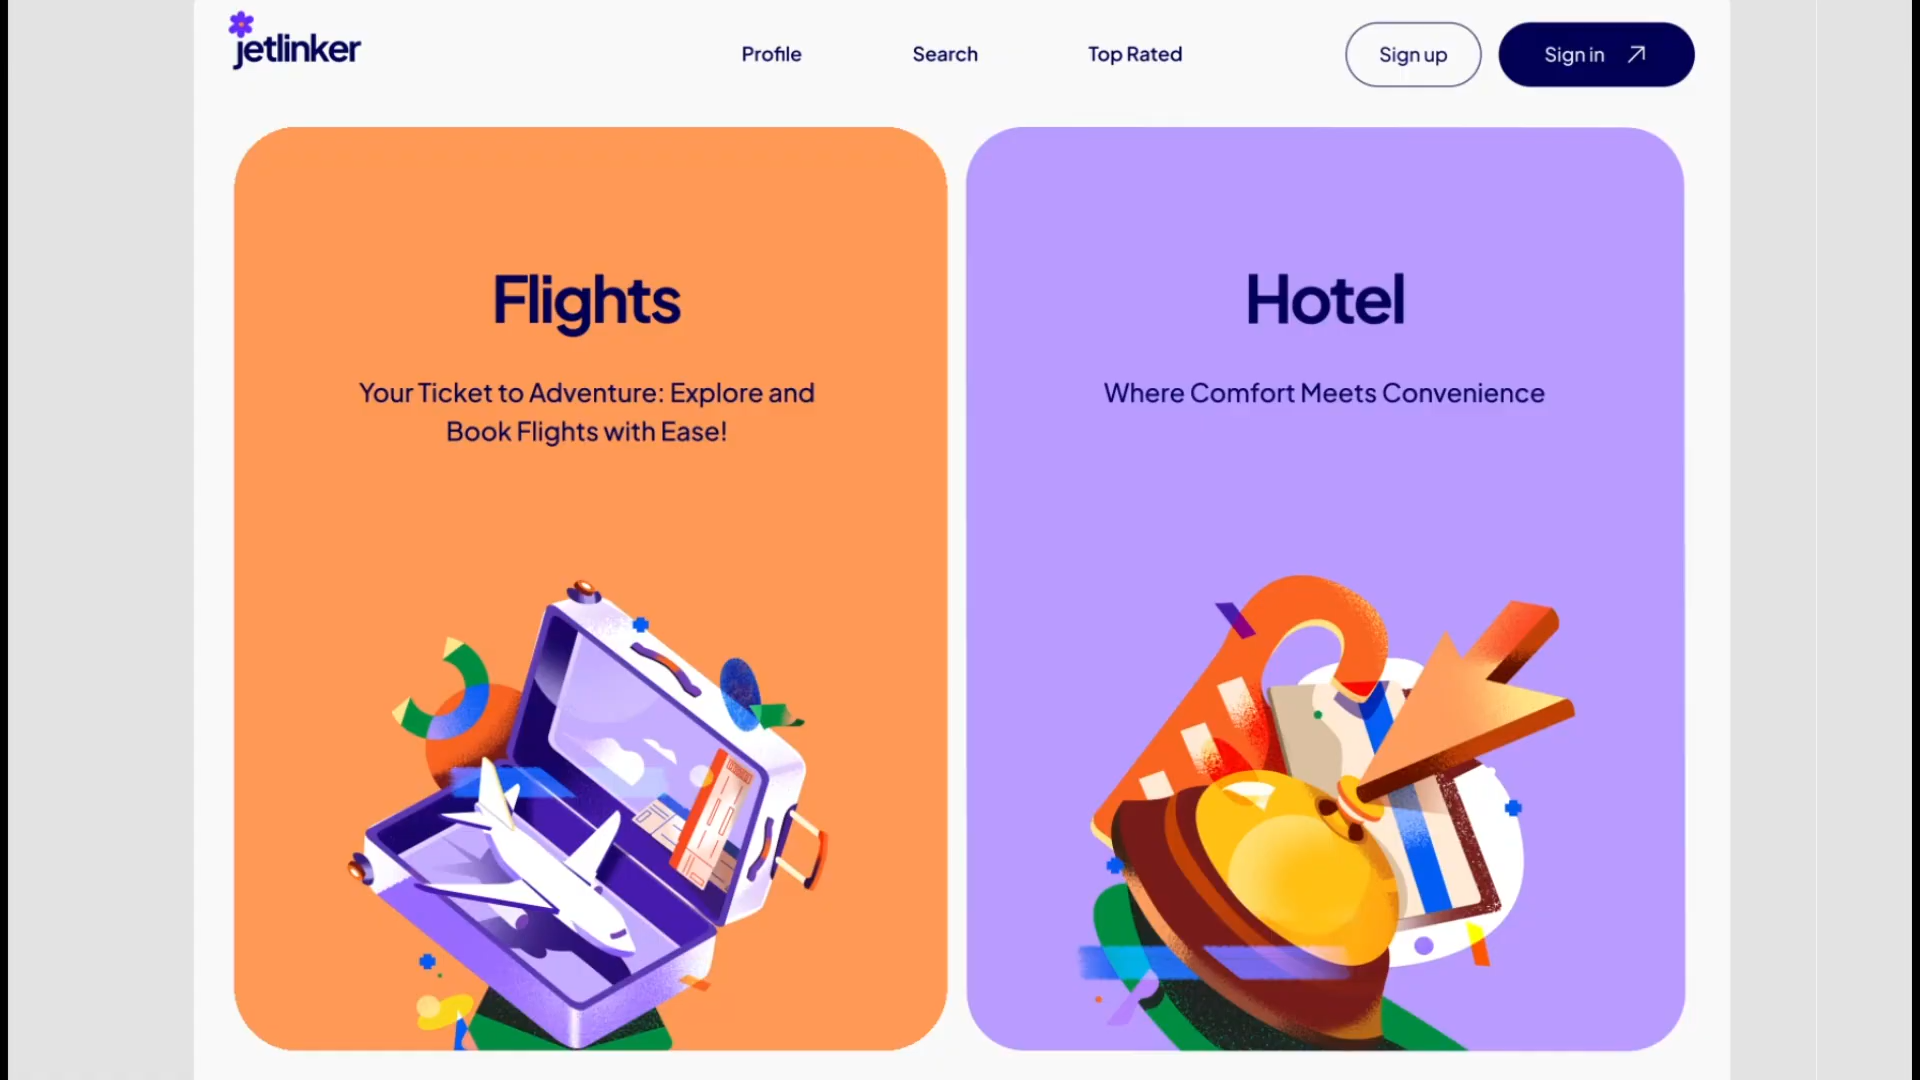 jetlinker
Profile
Search
Top Rated
Sign up
Sign in
Flights
Your Ticket to Adventure: Explore and
Book Flights with Ease!
Hotel
Where Comfort Meets Convenience